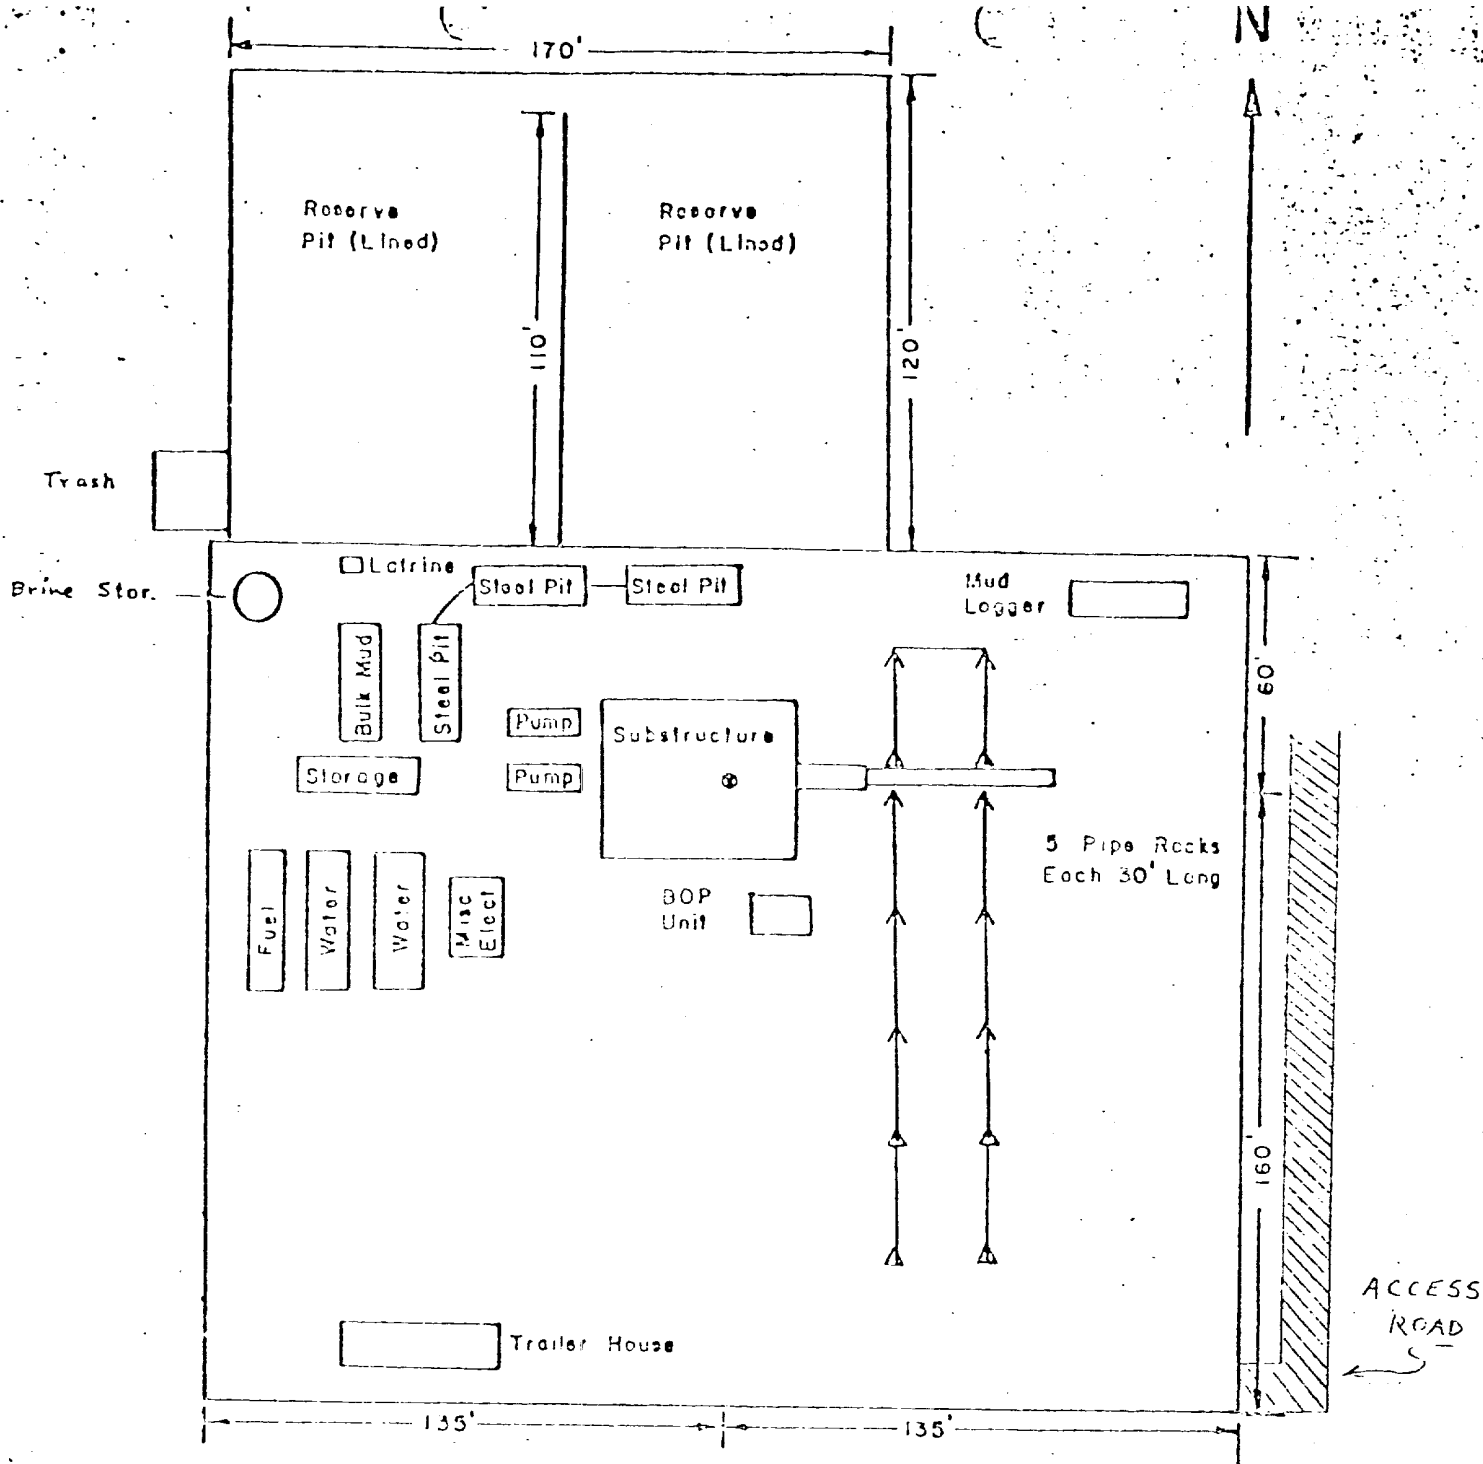 N
170'
Reserve
Pit (Lined)
Reserve
Pit (Lined)
110'
120'
Trash
Brine Stor.
Latrine
Steel Pit
Steel Pit
Mud
Logger
Bulk Mud
Steel Pit
Pump
Substructure
60'
Storage
Pump
5 Pipe Racks
Each 30' Long
BOP
Unit
Fuel
Water
Water
Misc
Elect
160'
ACCESS
ROAD
Trailer House
135'
135'